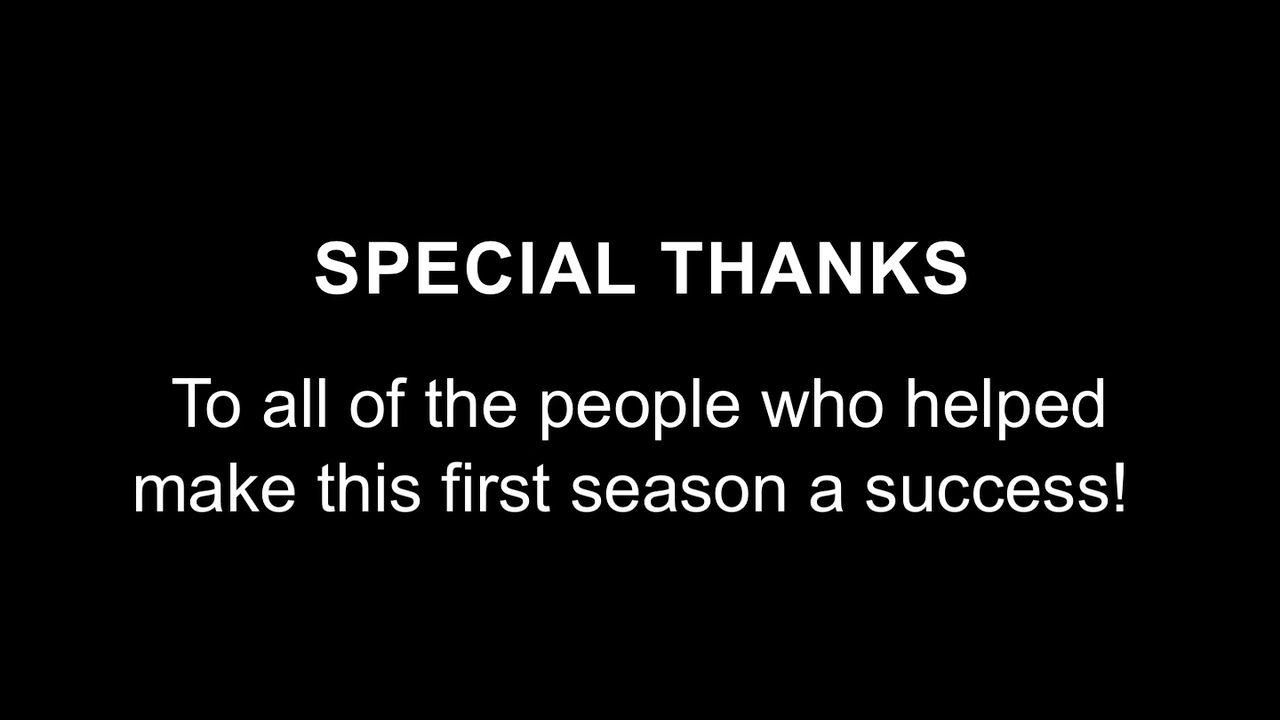 SPECIAL THANKS
To all of the people who helped
make this first season a success!